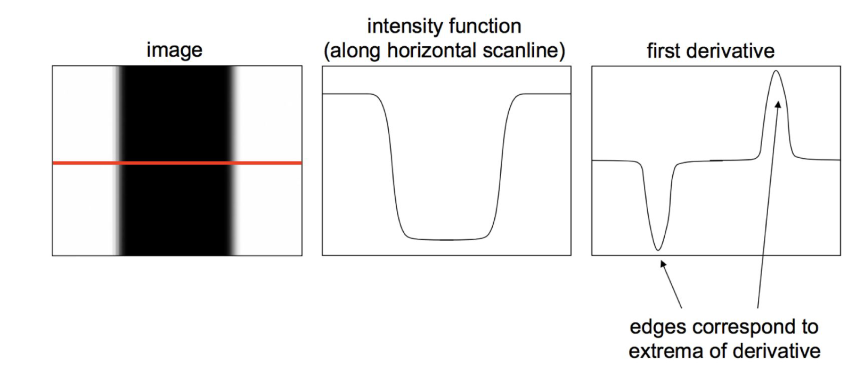 image
intensity function
(along horizontal scanline)
first derivative
edges correspond to
extrema of derivative